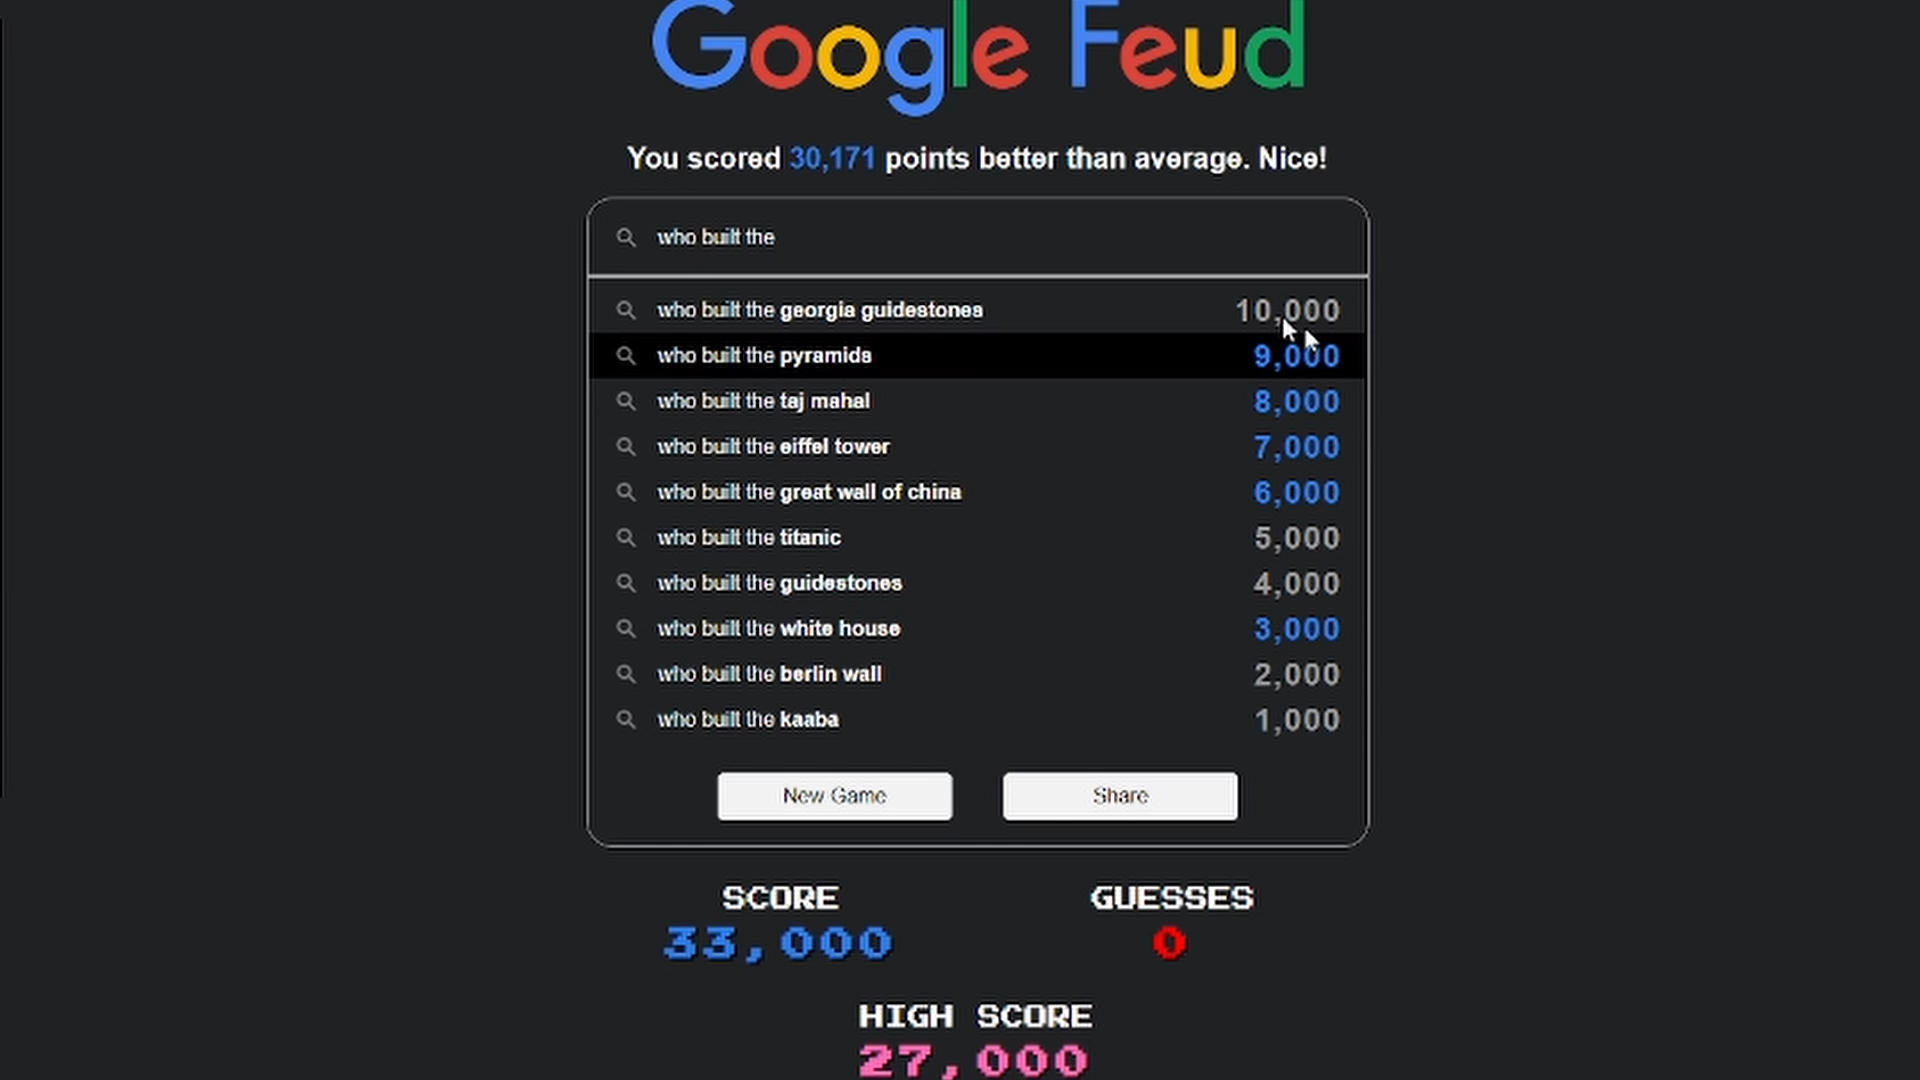 Google Feud
You scored 30,171 points better than average. Nice!
who built the
who built the georgia guidestones 10,000
who built the pyramids 9,000
who built the taj mahal 8,000
who built the eiffel tower 7,000
who built the great wall of china 6,000
who built the titanic 5,000
who built the guidestones 4,000
who built the white house 3,000
who built the berlin wall 2,000
who built the kaaba 1,000
New Game Share
SCORE GUESSES
33,000 0
HIGH SCORE
27,000